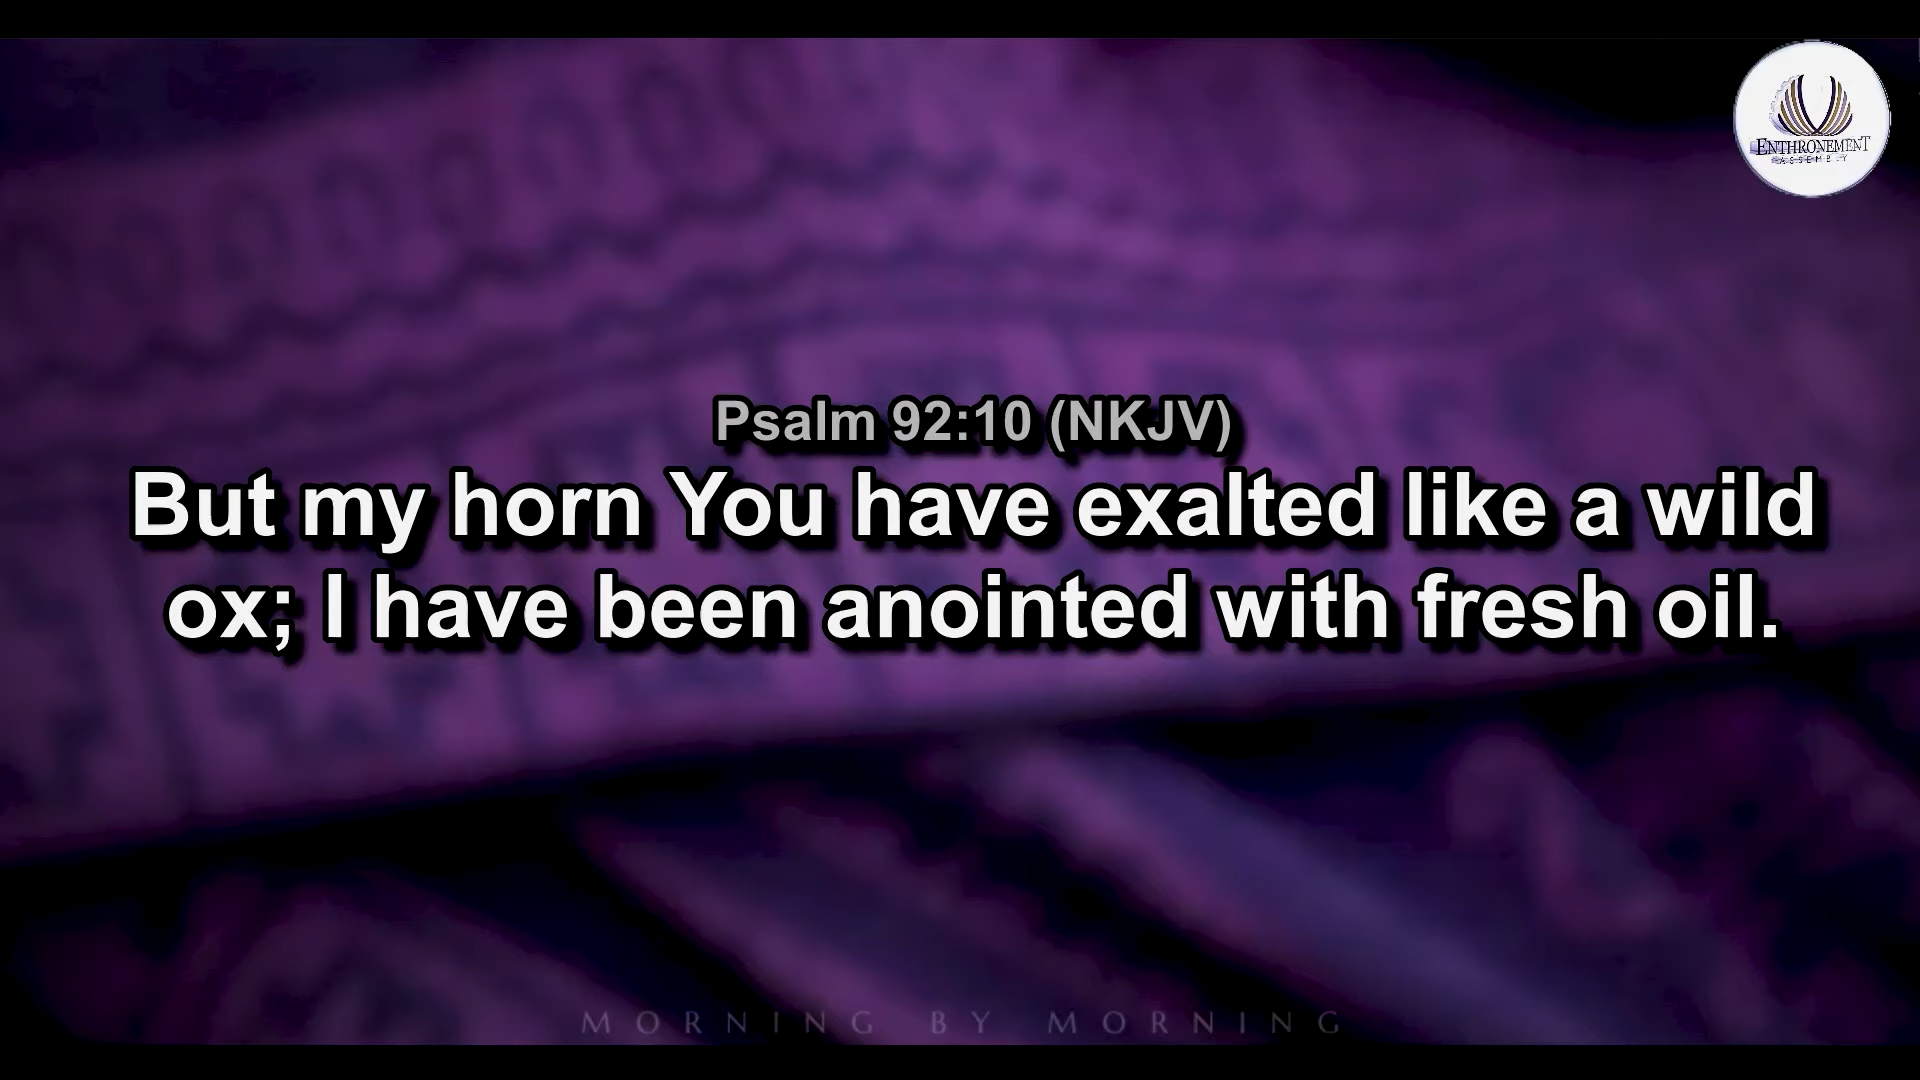 ENTHRONEMENT
ASSEMBLY
Psalm 92:10 (NKJV)
But my horn You have exalted like a wild
ox; I have been anointed with fresh oil.
MORNING BY MORNING